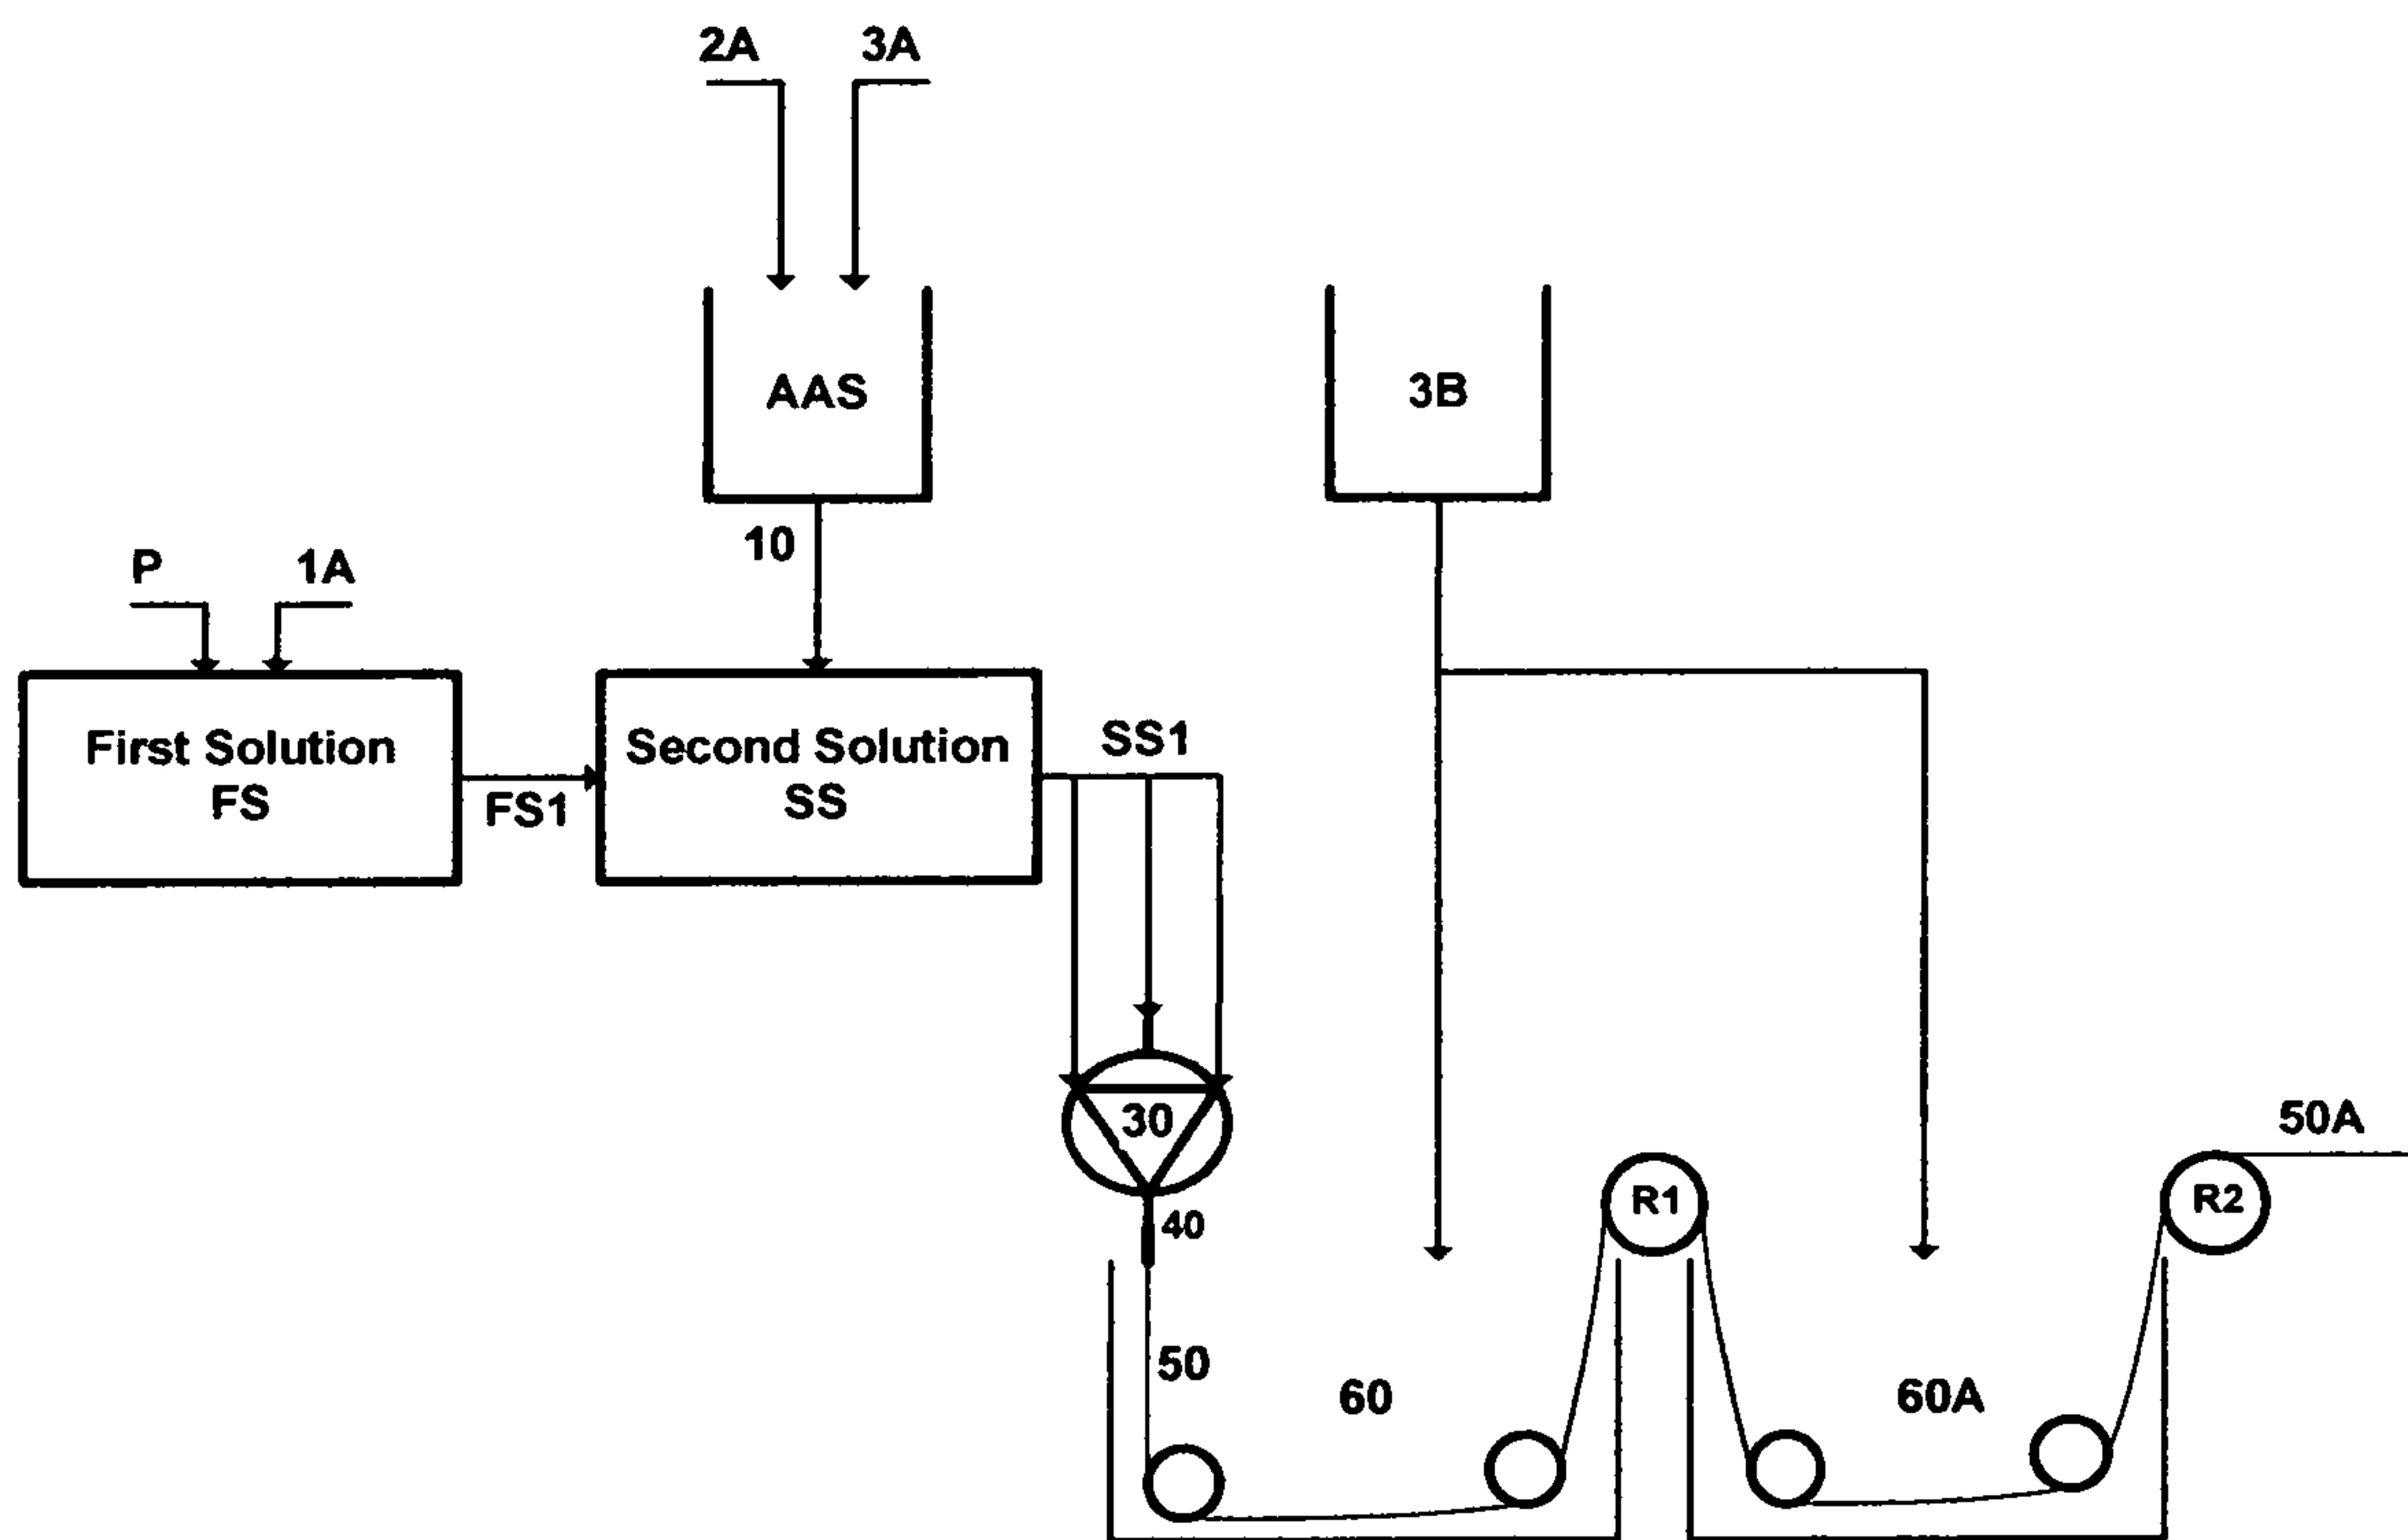 2A
3A
AAS
3B
10
P
1A
First Solution
FS
FS1
Second Solution
SS
SS1
30
40
50
60
R1
60A
R2
50A